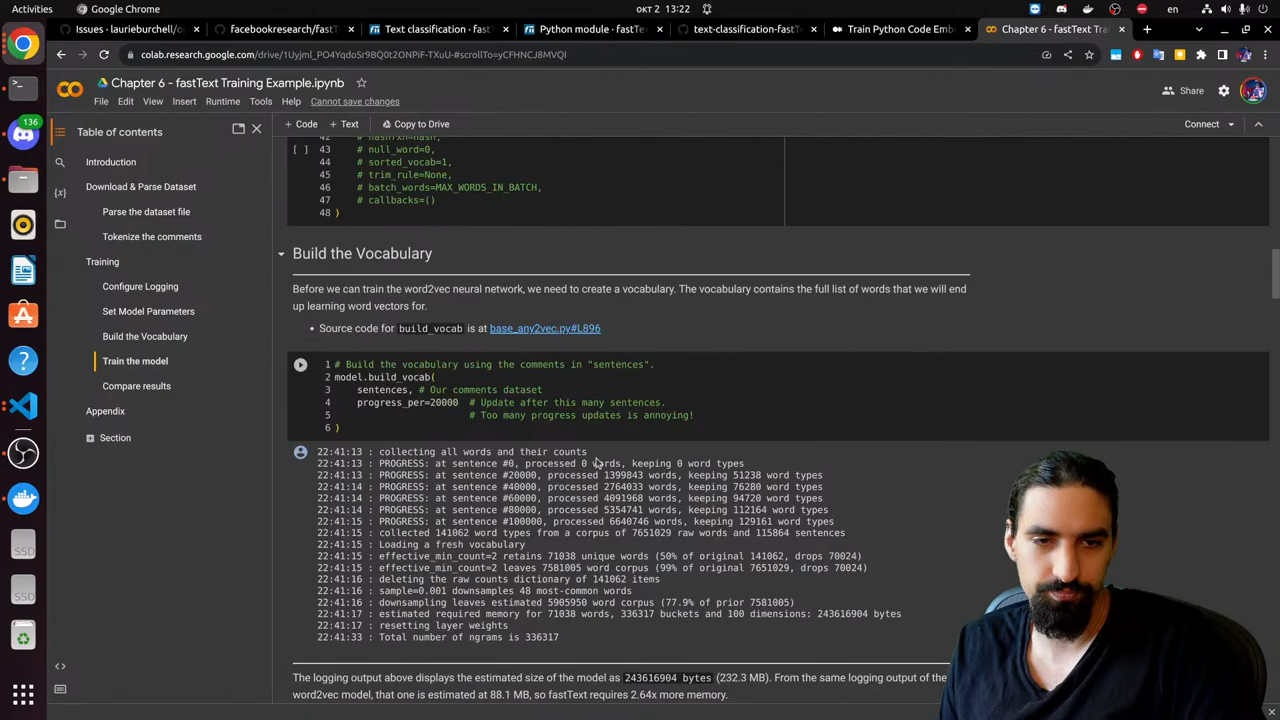 Activities
Google Chrome
окт 2 13:22
en
Issues · laurieburchell/op
facebookresearch/fastT
Text classification · fast
Python module · fastTex
text-classification-fastT
Train Python Code Emb
Chapter 6 - fastText Trai
colab.research.google.com/drive/1Uyjml_PO4YqdoSr9BQ0t2ONPiF-TXuU-#scrollTo=yCFHNCJ8MVQI
Chapter 6 - fastText Training Example.ipynb
File Edit View Insert Runtime Tools Help Cannot save changes
Share
Table of contents
+ Code + Text Copy to Drive
Connect
Introduction
Download & Parse Dataset
Parse the dataset file
Tokenize the comments
Training
Configure Logging
Set Model Parameters
Build the Vocabulary
Train the model
Compare results
Appendix
Section
136
SSD
SSD
42 # hashfxn=hash,
[ ] 43 # null_word=0,
44 # sorted_vocab=1,
45 # trim_rule=None,
46 # batch_words=MAX_WORDS_IN_BATCH,
47 # callbacks=()
48 )
Build the Vocabulary
Before we can train the word2vec neural network, we need to create a vocabulary. The vocabulary contains the full list of words that we will end
up learning word vectors for.
• Source code for build_vocab is at base_any2vec.py#L896
1 # Build the vocabulary using the comments in "sentences".
2 model.build_vocab(
3 sentences, # Our comments dataset
4 progress_per=20000 # Update after this many sentences.
5 # Too many progress updates is annoying!
6 )
22:41:13 : collecting all words and their counts
22:41:13 : PROGRESS: at sentence #0, processed 0 words, keeping 0 word types
22:41:13 : PROGRESS: at sentence #20000, processed 1399843 words, keeping 51238 word types
22:41:14 : PROGRESS: at sentence #40000, processed 2764033 words, keeping 76280 word types
22:41:14 : PROGRESS: at sentence #60000, processed 4091968 words, keeping 94720 word types
22:41:15 : PROGRESS: at sentence #80000, processed 5354741 words, keeping 112164 word types
22:41:15 : PROGRESS: at sentence #100000, processed 6640746 words, keeping 129161 word types
22:41:15 : collected 141062 word types from a corpus of 7651029 raw words and 115864 sentences
22:41:15 : Loading a fresh vocabulary
22:41:15 : effective_min_count=2 retains 71038 unique words (50% of original 141062, drops 70024)
22:41:15 : effective_min_count=2 leaves 7581005 word corpus (99% of original 7651029, drops 70024)
22:41:16 : deleting the raw counts dictionary of 141062 items
22:41:16 : sample=0.001 downsamples 48 most-common words
22:41:16 : downsampling leaves estimated 5905950 word corpus (77.9% of prior 7581005)
22:41:17 : estimated required memory for 71038 words, 336317 buckets and 100 dimensions: 243616904 bytes
22:41:17 : resetting layer weights
22:41:33 : Total number of ngrams is 336317
The logging output above displays the estimated size of the model as 243616904 bytes (232.3 MB). From the same logging output of the
word2vec model, that one is estimated at 88.1 MB, so fastText requires 2.64x more memory.